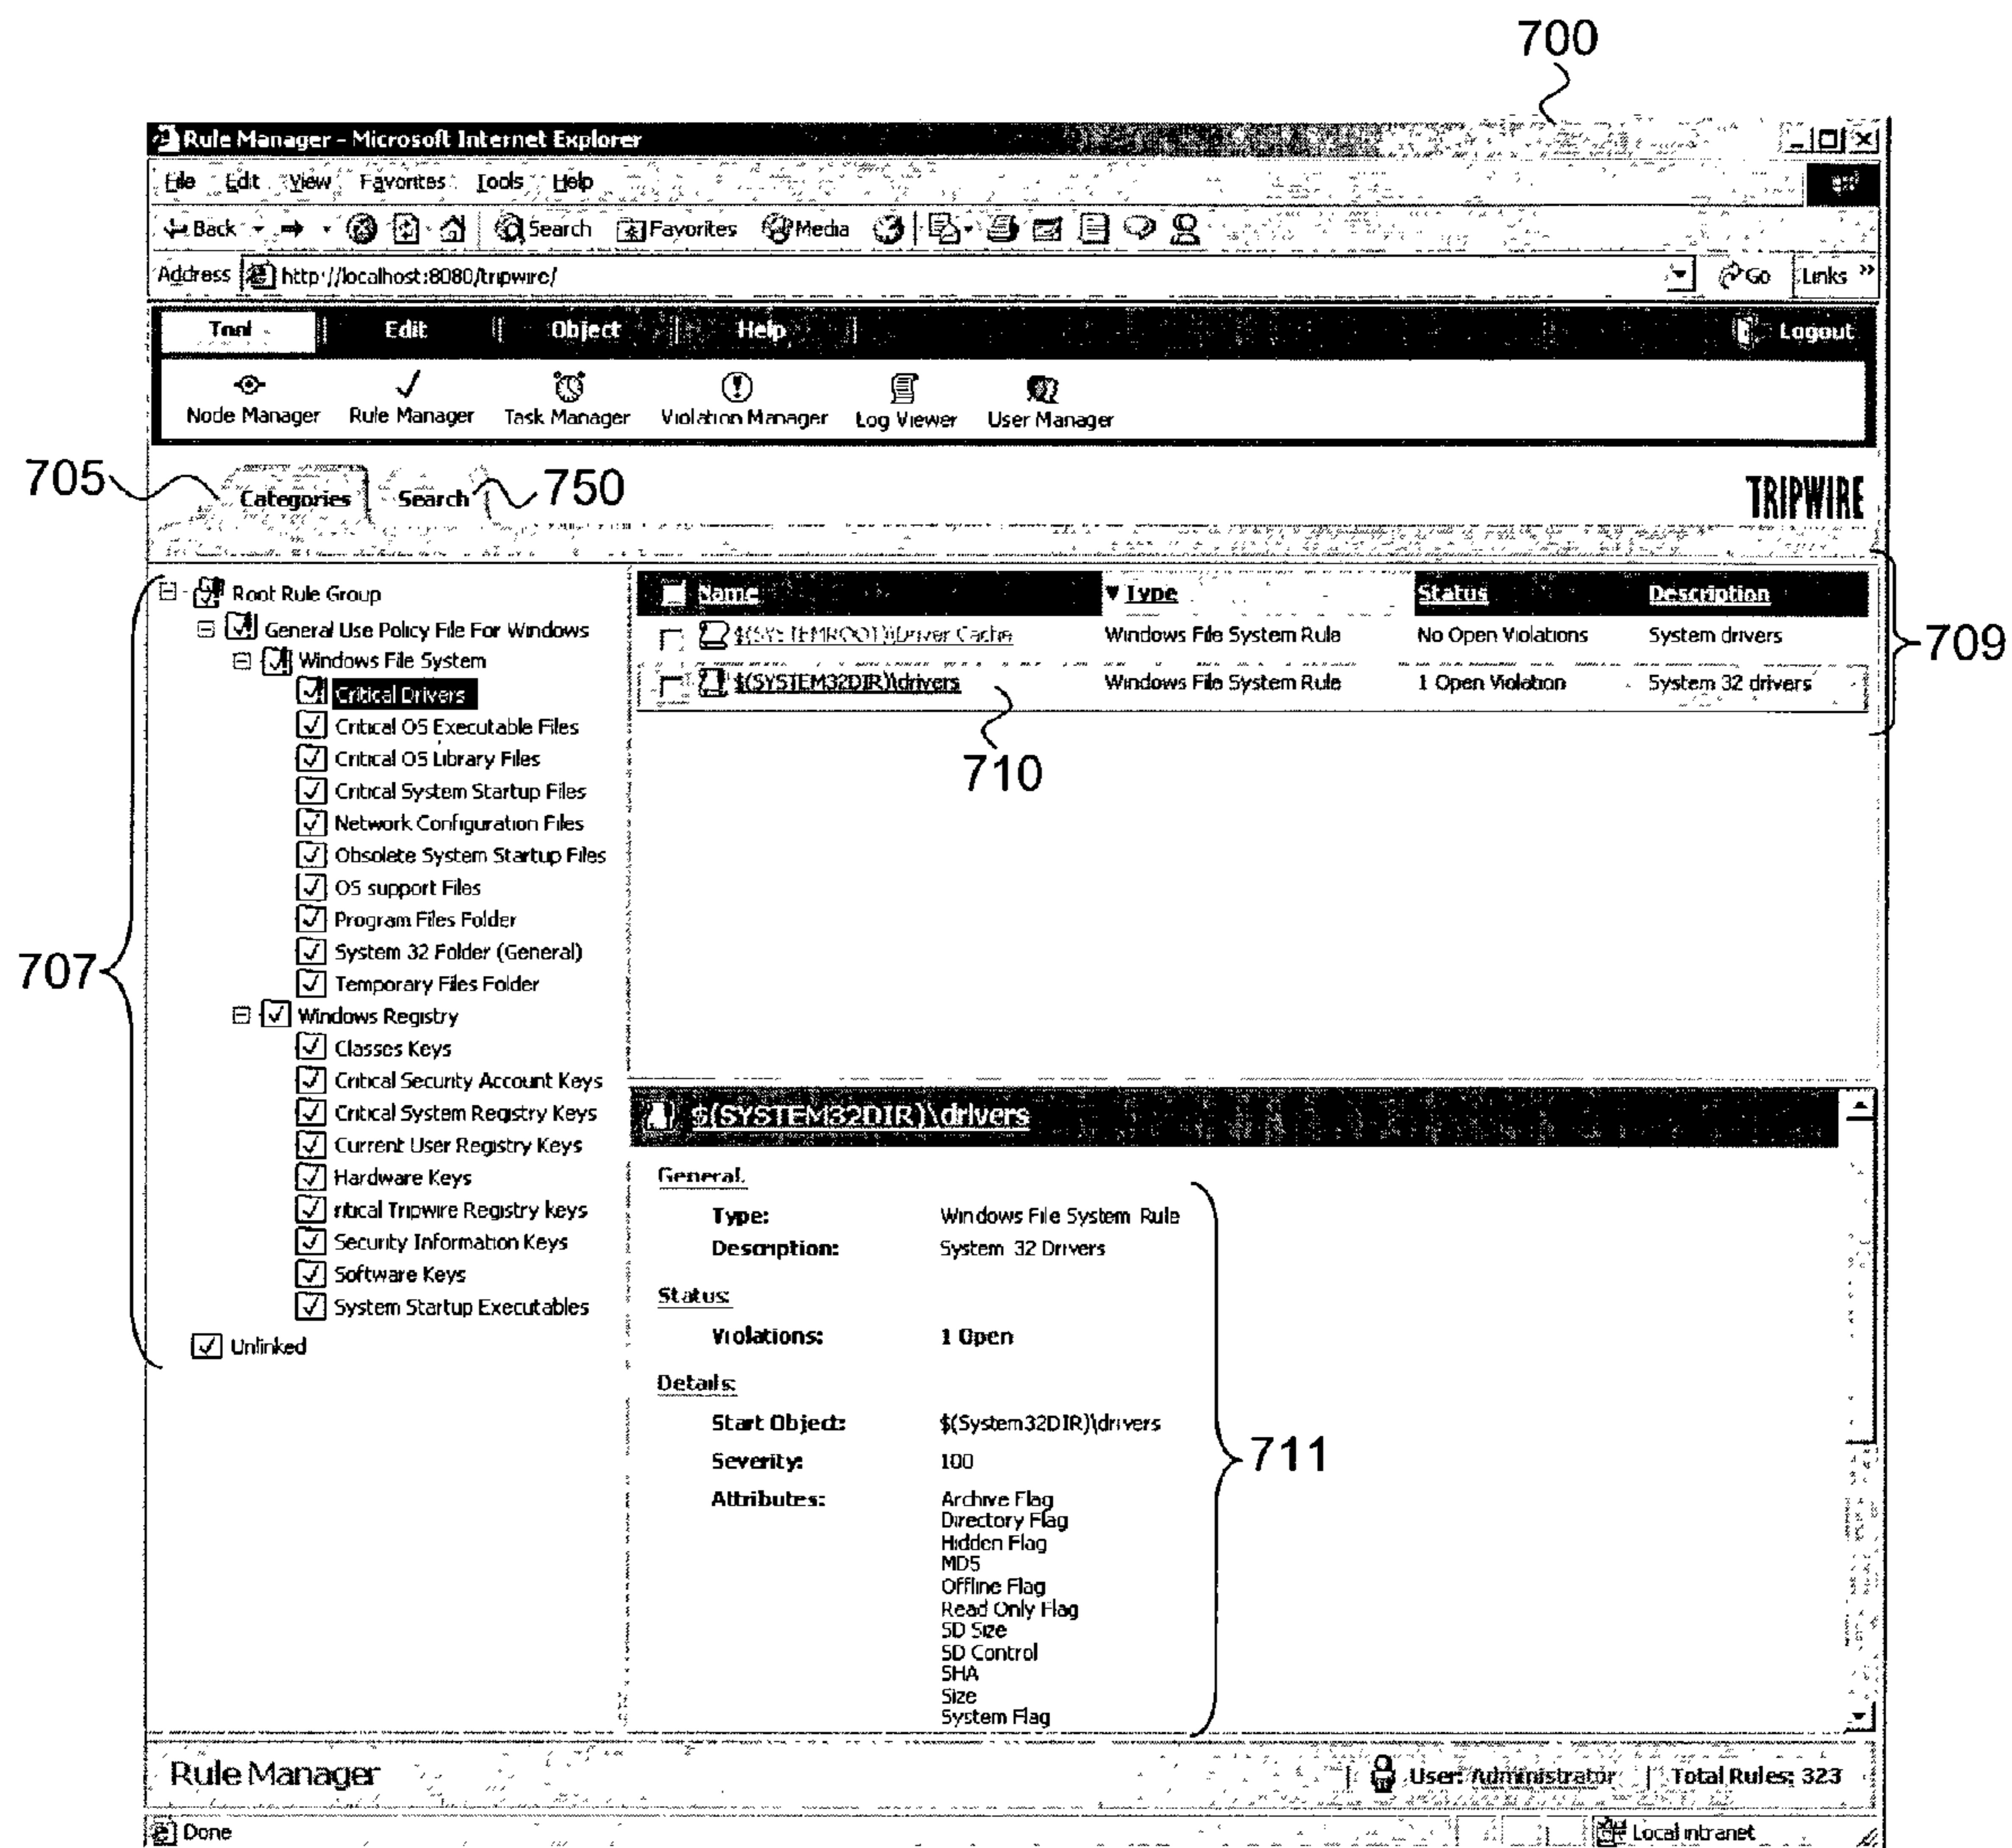 700
Rule Manager - Microsoft Internet Explorer
File Edit View Favorites Tools Help
Back Search Favorites Media
Address http://localhost:8080/tripwire/ Go Links »
Tool Edit Object Help Logout
Node Manager Rule Manager Task Manager Violation Manager Log Viewer User Manager
705 Categories Search 750 TRIPWIRE
Root Rule Group
General Use Policy File For Windows
Windows File System
Critical Drivers
Critical OS Executable Files
Critical OS Library Files
Critical System Startup Files
Network Configuration Files
Obsolete System Startup Files
OS support Files
Program Files Folder
System 32 Folder (General)
Temporary Files Folder
Windows Registry
Classes Keys
Critical Security Account Keys
Critical System Registry Keys
Current User Registry Keys
Hardware Keys
ritical Tripwire Registry keys
Security Information Keys
Software Keys
System Startup Executables
Unlinked
707
Name Type Status Description
$(SYSTEMROOT)\Driver Cache Windows File System Rule No Open Violations System drivers
$(SYSTEM32DIR)\drivers Windows File System Rule 1 Open Violation System 32 drivers
709
710
$(SYSTEM32DIR)\drivers
General:
Type: Windows File System Rule
Description: System 32 Drivers
Status:
Violations: 1 Open
Details:
Start Object: $(System32DIR)\drivers
Severity: 100
Attributes: Archive Flag
Directory Flag
Hidden Flag
MD5
Offline Flag
Read Only Flag
SD Size
SD Control
SHA
Size
System Flag
711
Rule Manager User: Administrator Total Rules: 323
Done Local intranet